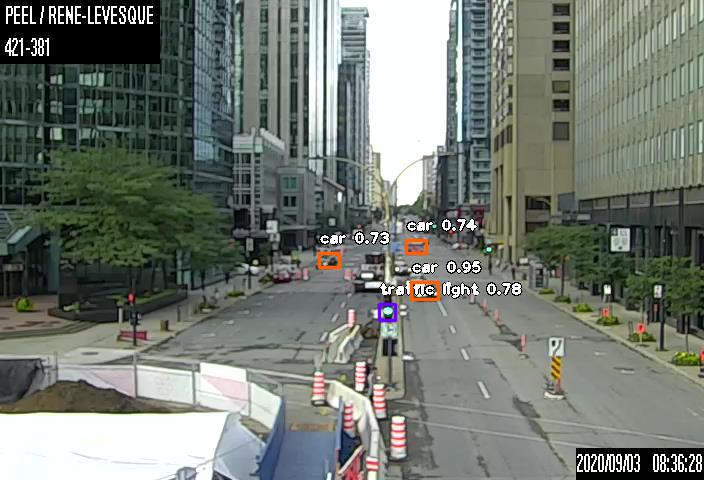 PEEL / RENE-LEVESQUE
421-381
car 0.74
car 0.73
car 0.95
traffic light 0.78
2020/09/03 08:36:28